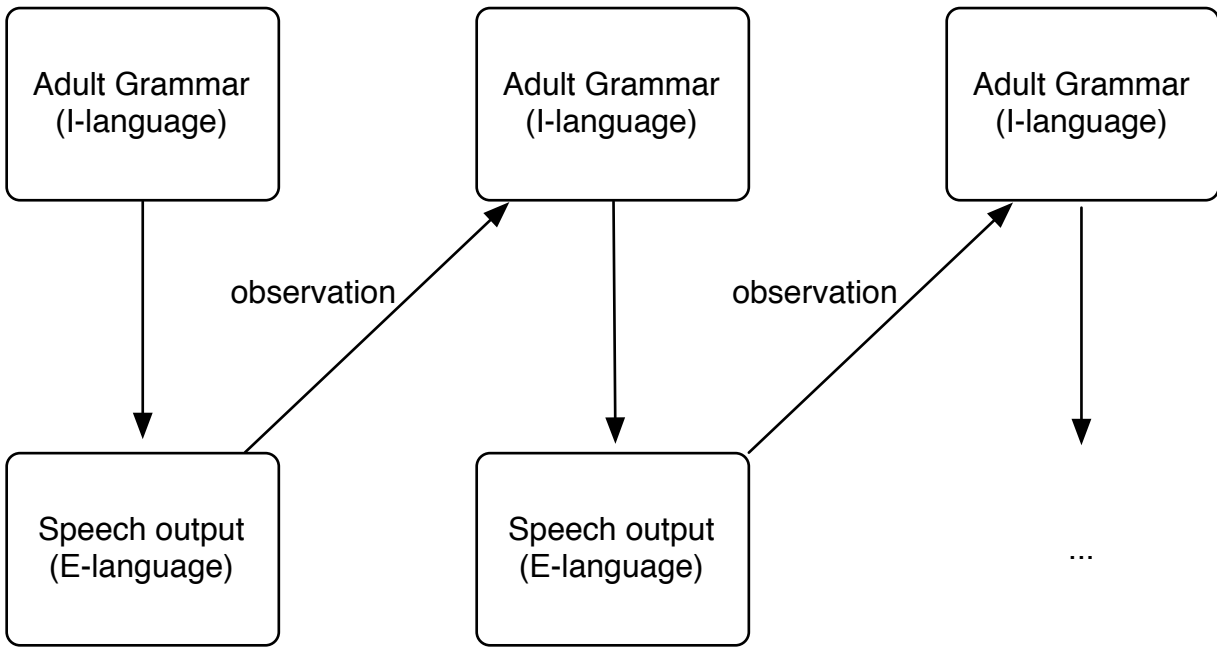 Adult Grammar
(I-language)
Adult Grammar
(I-language)
Adult Grammar
(I-language)
observation
observation
Speech output
(E-language)
Speech output
(E-language)
...